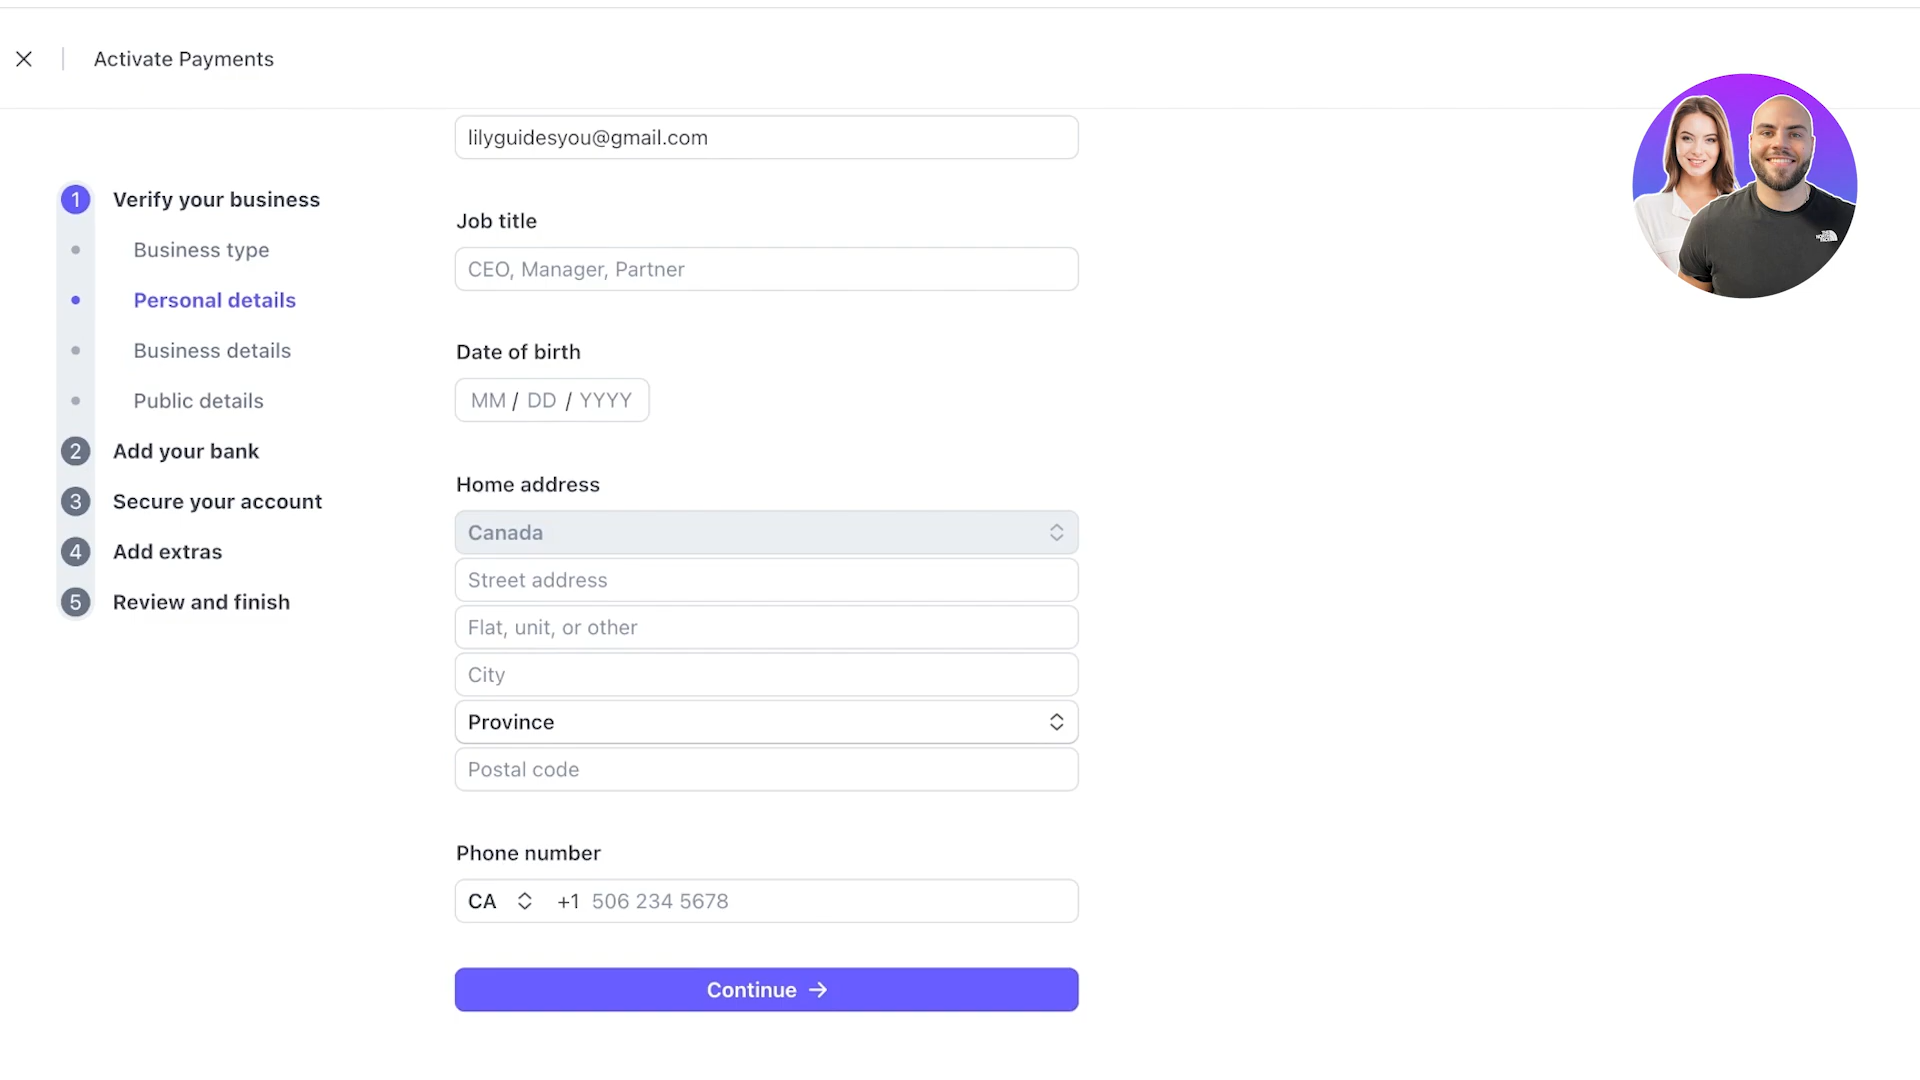 Activate Payments
lilyguidesyou@gmail.com
1 Verify your business
Business type
Personal details
Business details
Public details
2 Add your bank
3 Secure your account
4 Add extras
5 Review and finish
Job title
CEO, Manager, Partner
Date of birth
MM / DD / YYYY
Home address
Canada
Street address
Flat, unit, or other
City
Province
Postal code
Phone number
CA +1 506 234 5678
Continue →
THE
NORTH
FACE